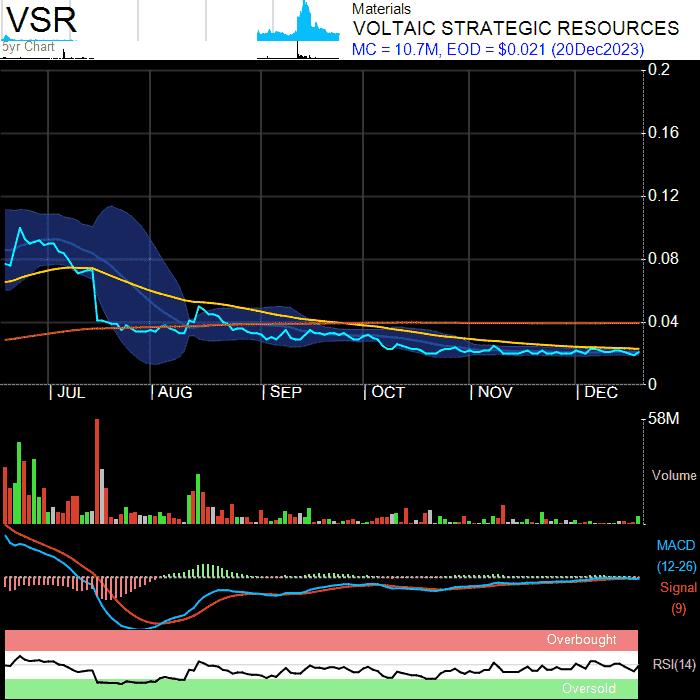 VSR
5yr Chart
Materials
VOLTAIC STRATEGIC RESOURCES
MC = 10.7M, EOD = $0.021 (20Dec2023)
0.2
0.16
0.12
0.08
0.04
0
JUL AUG SEP OCT NOV DEC
58M
Volume
MACD
(12-26)
Signal
(9)
Overbought
RSI(14)
Oversold